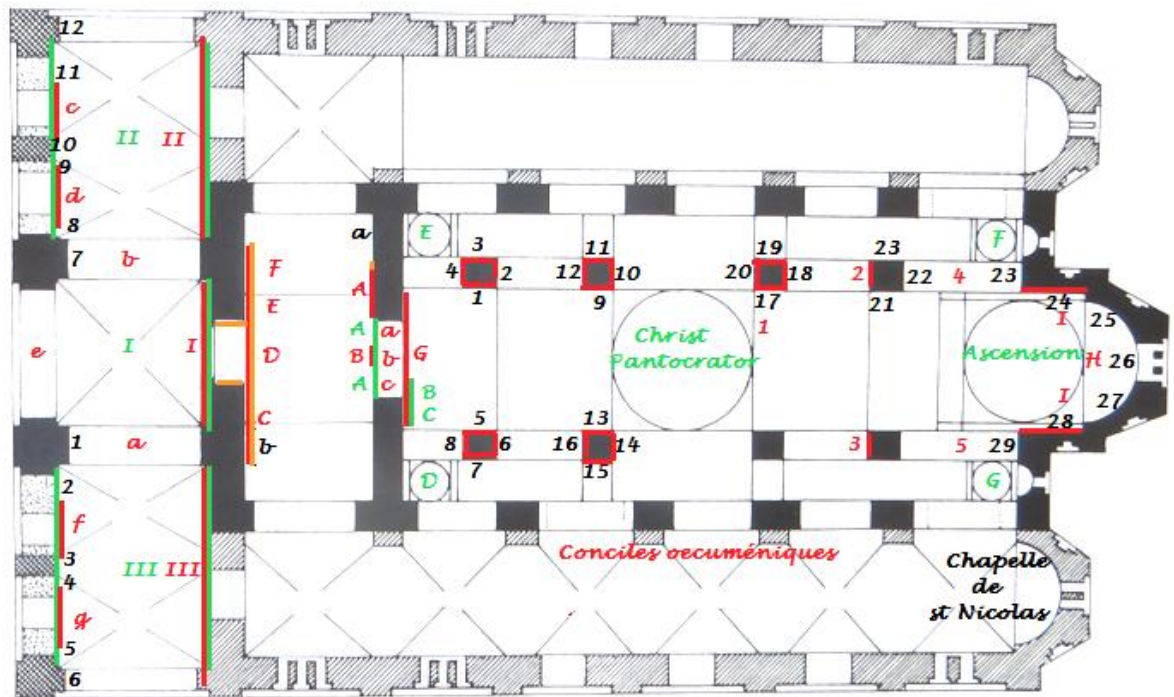 12
11
c
10
9
d
8
7
II II
b
e
I I
1
a
2
f
3
4
III III
g
5
6
a
F
E
D
C
b
A
A
B
A
a
b
c
G
B
C
E
3
4 2
1
11
12 10
9
19
20 18
17
1
23
2
22
21
4
23
F
24
I
25
H 26
I
27
28
Christ
Pantocrator
Ascension
5
8 6
7
D
13
16 14
15
3
5
29
G
Conciles oecuméniques
Chapelle
de
st Nicolas